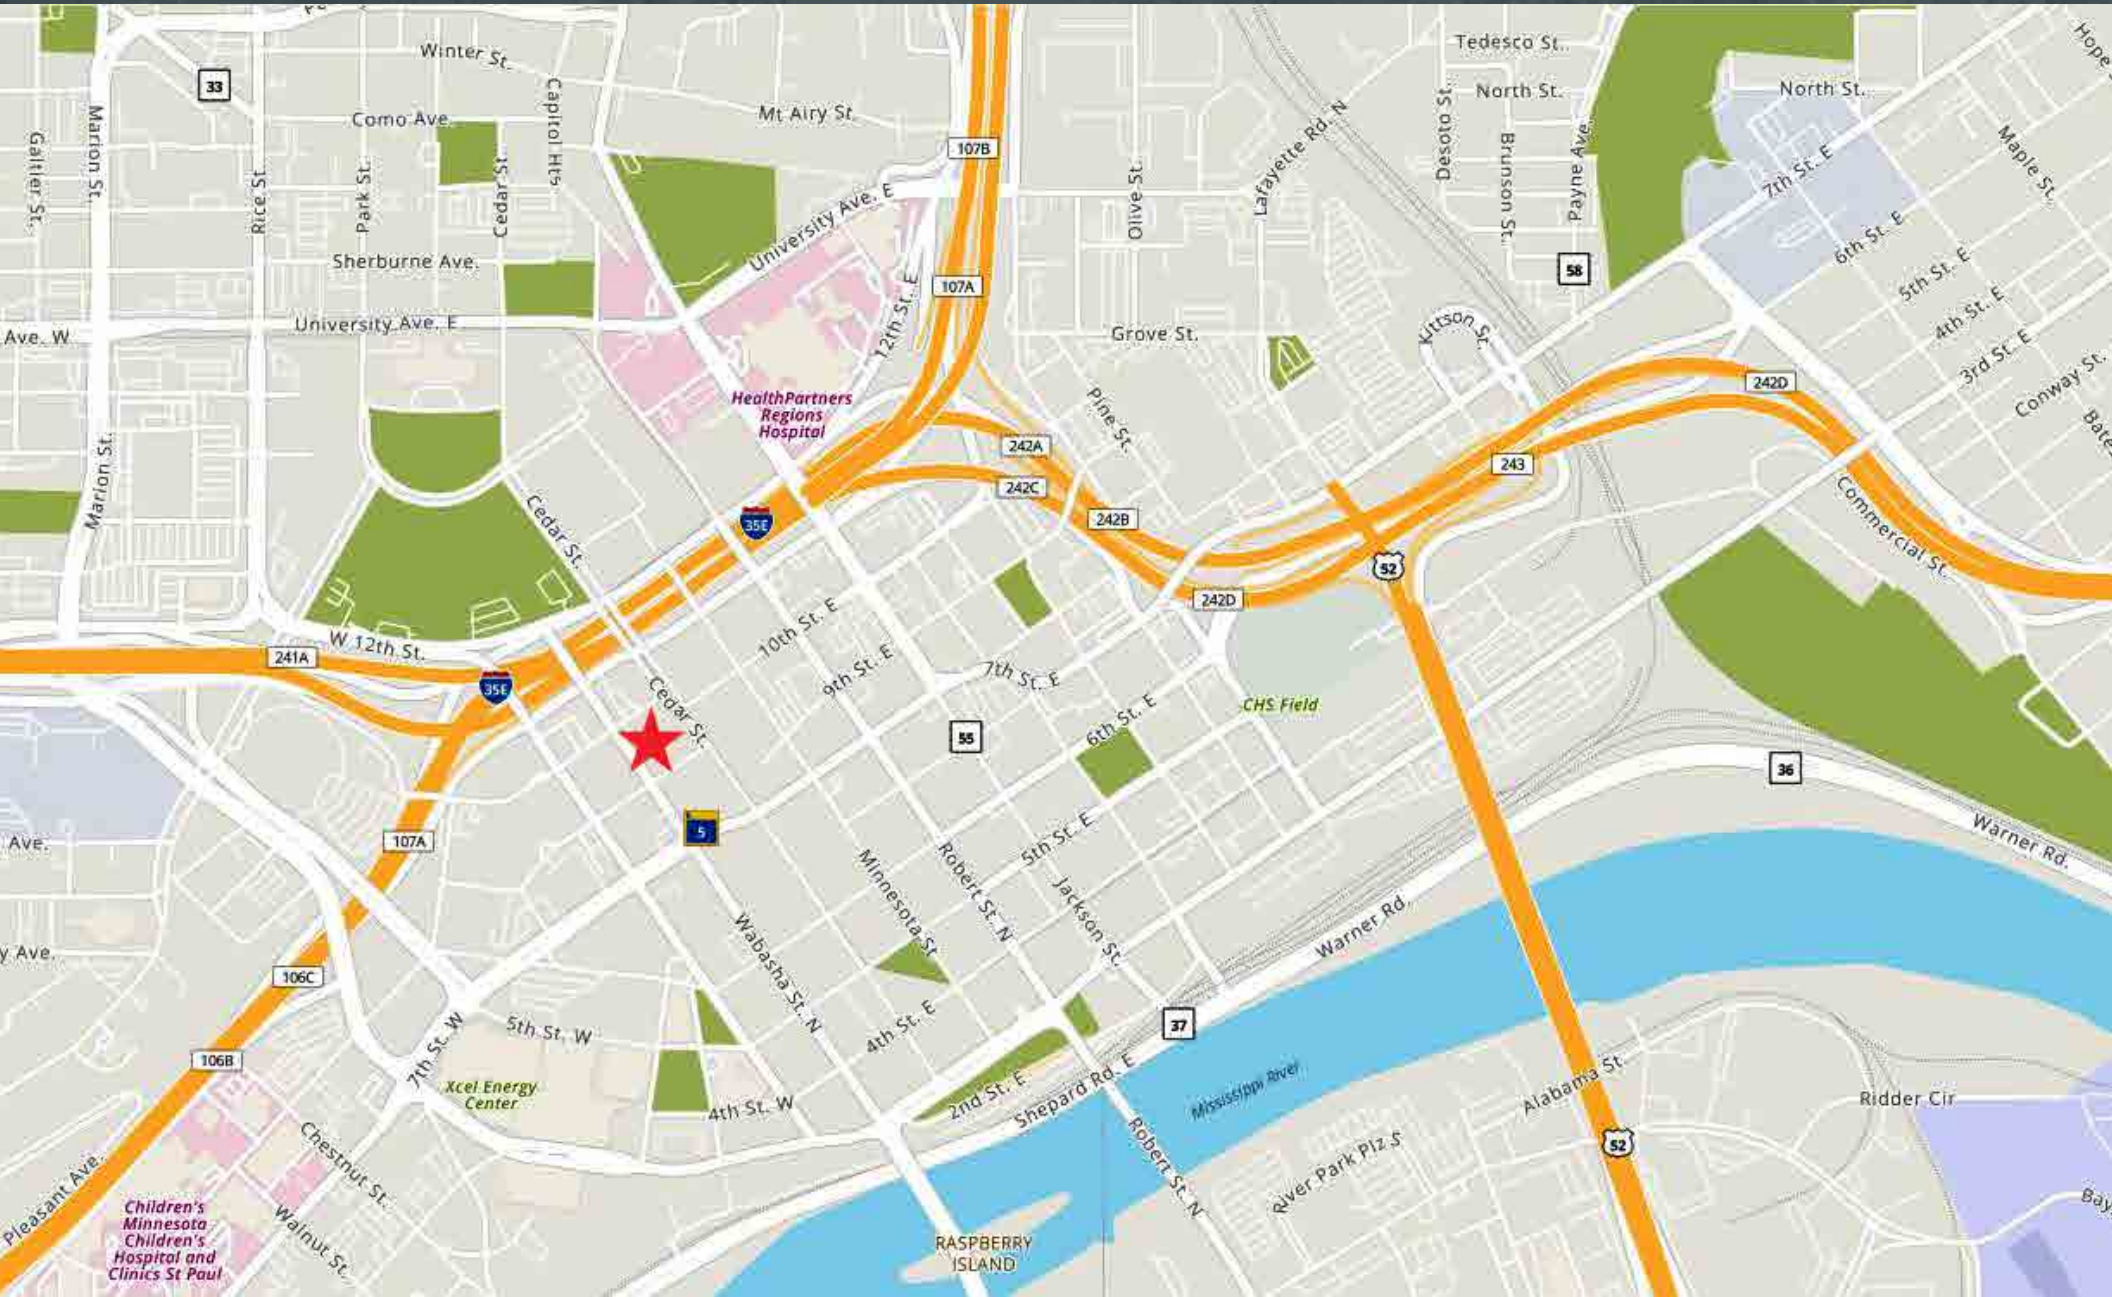 Winter St.
Tedesco St.
Hope
33
Capitol Hts
Mt Airy St.
107B
Como Ave.
North St.
North St.
Galtier St.
Marion St.
Rice St.
Park St.
Cedar St.
Olive St.
Lafayette Rd. N
Desoto St.
Brunson St.
Payne Ave.
7th St. E
Maple St.
University Ave. E
Sherburne Ave.
107A
58
6th St. E
5th St. E
University Ave. E
Ave. W
12th St. E
Grove St.
Kittson St.
4th St. E
3rd St. E
Conway St.
HealthPartners
Regions
Hospital
Pine St.
242D
242A
243
242C
Bate
Marion St.
Cedar St.
35E
242B
52
Commercial St.
W 12th St.
241A
35E
10th St. E
9th St. E
7th St. E
242D
Cedar St.
55
6th St. E
CHS Field
36
5
107A
Ave.
Minnesota St
Robert St. N
5th St. E
Jackson St.
Warner Rd.
Warner Rd.
y Ave.
106C
Wabasha St. N
4th St. E
37
5th St. W
7th St. W
106B
Xcel Energy
Center
4th St. W
2nd St. E
Shepard Rd. E
Mississippi River
Alabama St.
Ridder Cir
52
Robert St. N
River Park Plz S
Chestnut St.
Walnut St.
Pleasant Ave.
Children's
Minnesota
Children's
Hospital and
Clinics St Paul
RASPBERRY
ISLAND
Bay